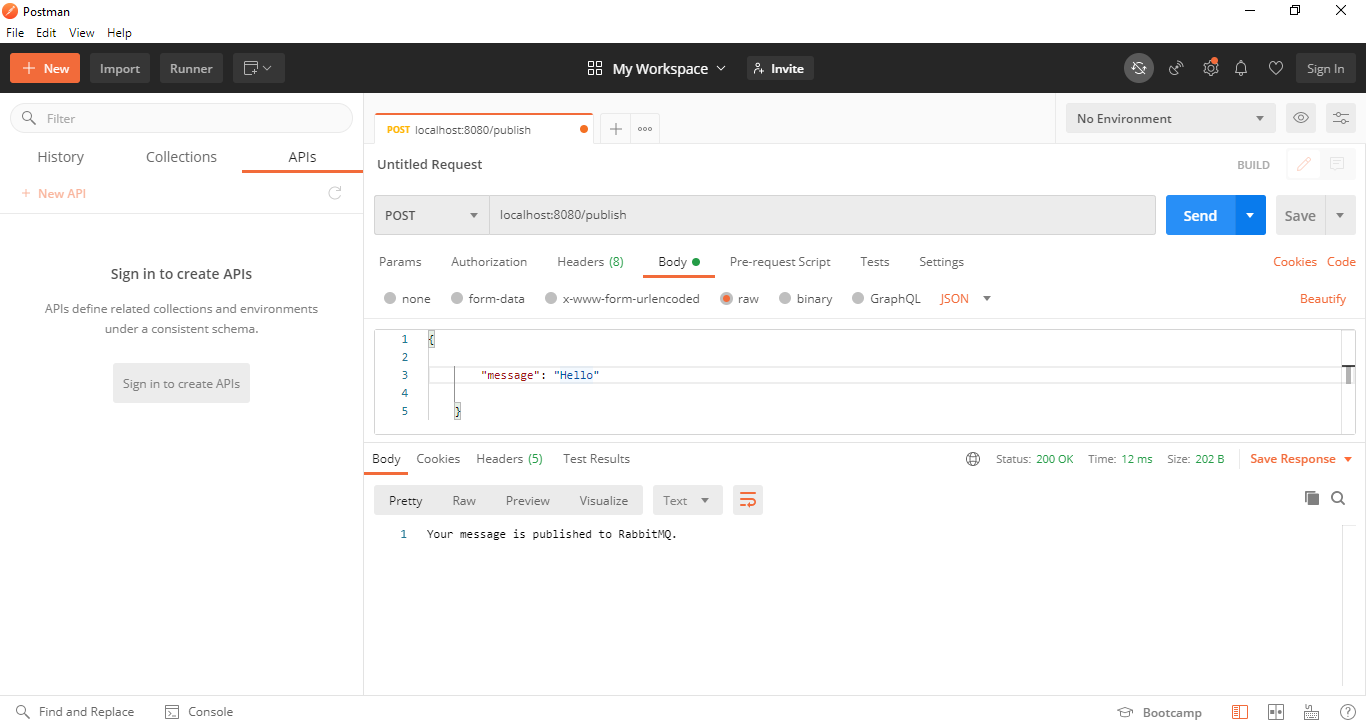 Postman
File Edit View Help
New Import Runner My Workspace Invite Sign In
Filter
History Collections APIs
+ New API
Sign in to create APIs
APIs define related collections and environments
under a consistent schema.
Sign in to create APIs
POST localhost:8080/publish
No Environment
Untitled Request
BUILD
POST localhost:8080/publish Send Save
Params Authorization Headers (8) Body Pre-request Script Tests Settings Cookies Code
none form-data x-www-form-urlencoded raw binary GraphQL JSON Beautify
1 {
2
3 "message": "Hello"
4
5 }
Body Cookies Headers (5) Test Results Status: 200 OK Time: 12 ms Size: 202 B Save Response
Pretty Raw Preview Visualize Text
1 Your message is published to RabbitMQ.
Find and Replace Console Bootcamp